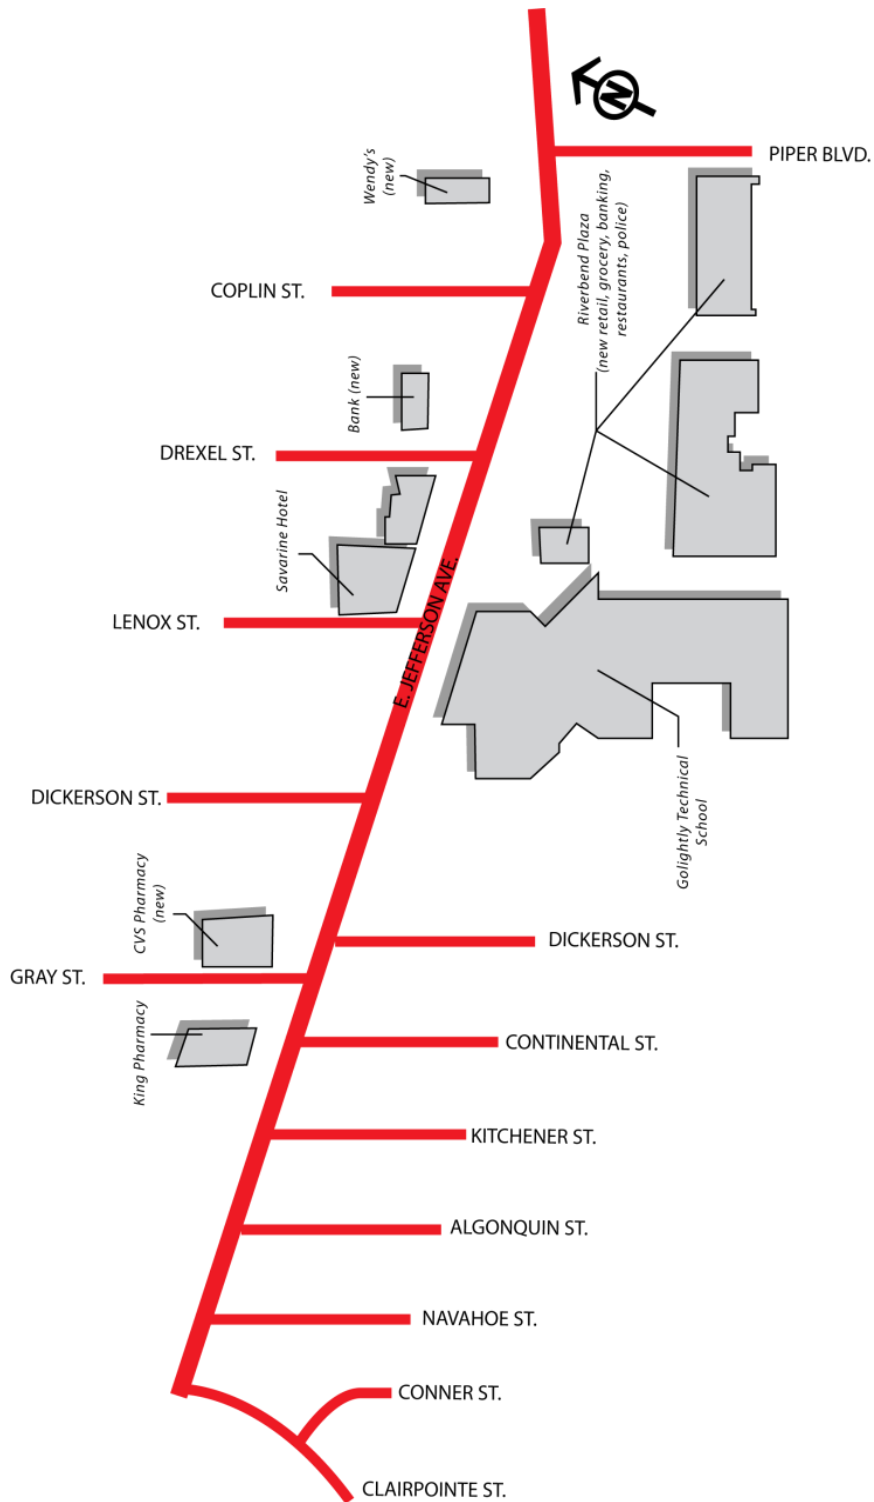 N
PIPER BLVD.
Wendy's
(new)
Riverbend Plaza
(new retail, grocery, banking,
restaurants, police)
COPLIN ST.
Bank (new)
DREXEL ST.
Savarine Hotel
LENOX ST.
E. JEFFERSON AVE.
DICKERSON ST.
Golightly Technical
School
CVS Pharmacy
(new)
DICKERSON ST.
GRAY ST.
King Pharmacy
CONTINENTAL ST.
KITCHENER ST.
ALGONQUIN ST.
NAVAHOE ST.
CONNER ST.
CLAIRPOINTE ST.